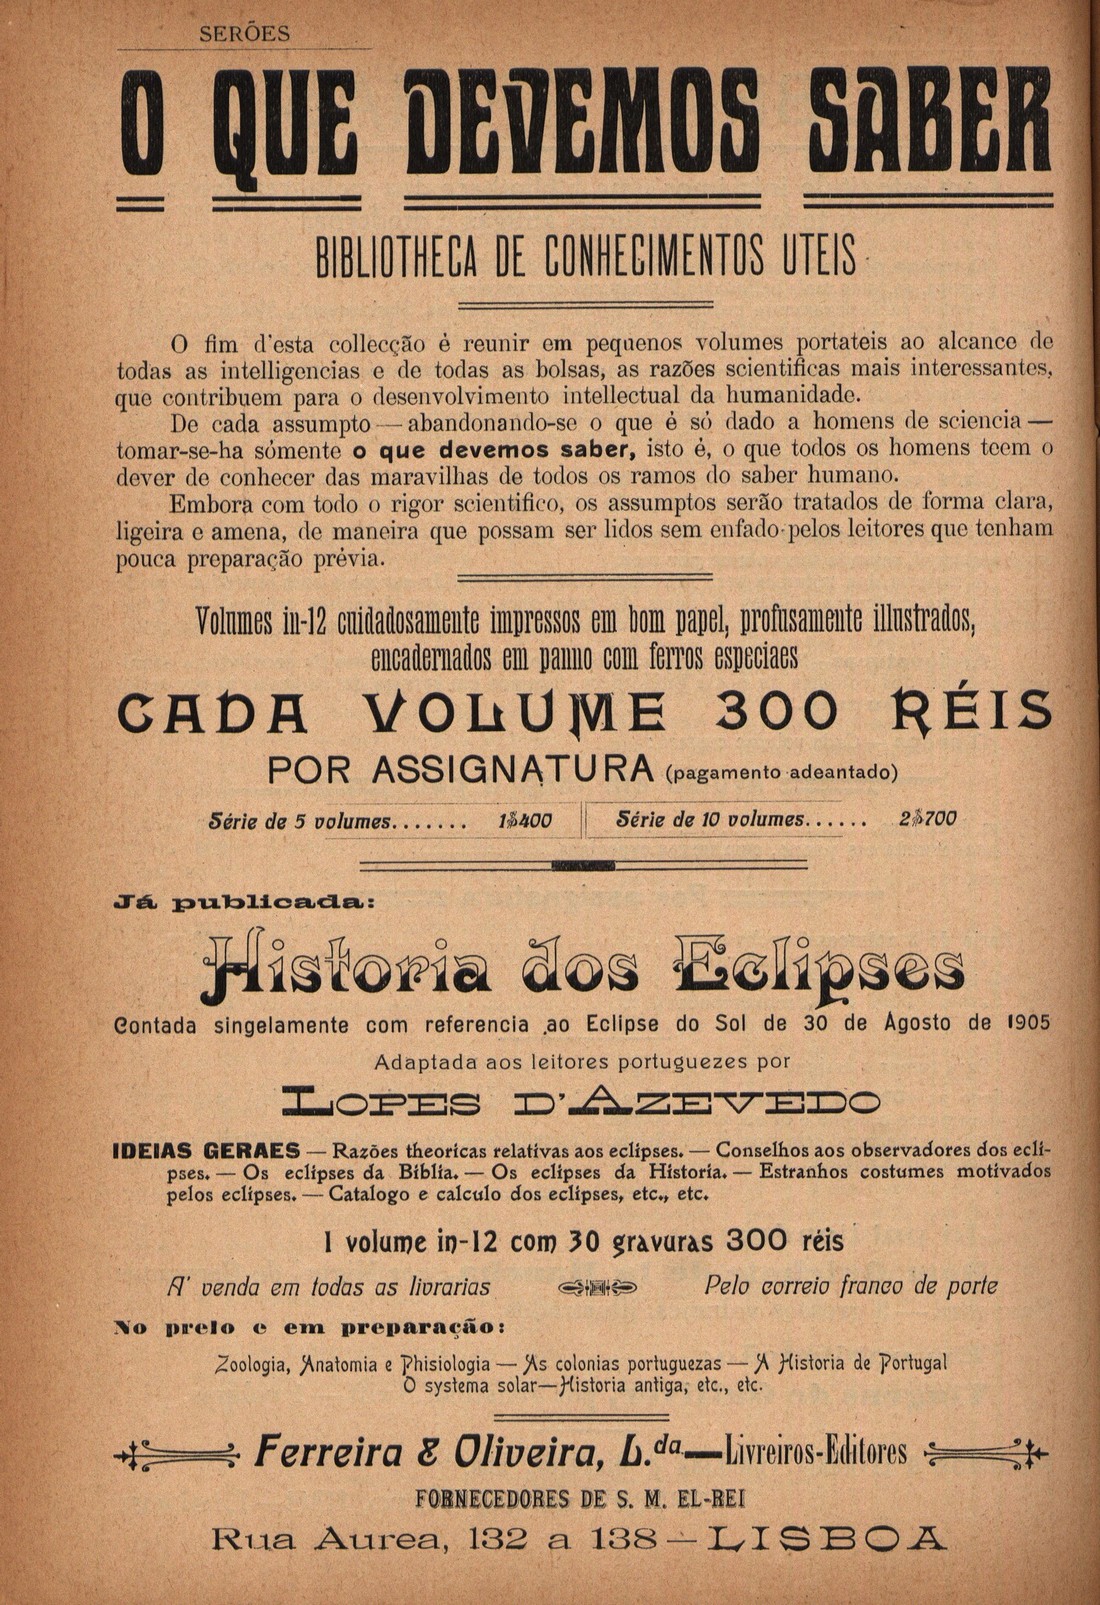 SERÕES
O QUE DEVEMOS SABER
BIBLIOTHECA DE CONHECIMENTOS UTEIS
O fim d'esta collecção é reunir em pequenos volumes portateis ao alcance de
todas as intelligencias e de todas as bolsas, as razões scientificas mais interessantes,
que contribuem para o desenvolvimento intellectual da humanidade.
De cada assumpto — abandonando-se o que é só dado a homens de sciencia —
tomar-se-ha sómente o que devemos saber, isto é, o que todos os homens teem o
dever de conhecer das maravilhas de todos os ramos do saber humano.
Embora com todo o rigor scientifico, os assumptos serão tratados de fórma clara,
ligeira e amena, de maneira que possam ser lidos sem enfado pelos leitores que tenham
pouca preparação prévia.
Volumes in-12 cuidadosamente impressos em bom papel, profusamente illustrados,
encadernados em panno com ferros especiaes
CADA VOLUME 300 RÉIS
POR ASSIGNATURA (pagamento adeantado)
Série de 5 volumes....... 1$400 Série de 10 volumes...... 2$700
Já publicada:
Historia dos Eclipses
Contada singelamente com referencia ao Eclipse do Sol de 30 de Agosto de 1905
Adaptada aos leitores portuguezes por
LOPES D'AZEVEDO
IDEIAS GERAES — Razões theoricas relativas aos eclipses. — Conselhos aos observadores dos ecli-
pses. — Os eclipses da Biblia. — Os eclipses da Historia. — Estranhos costumes motivados
pelos eclipses. — Catalogo e calculo dos eclipses, etc., etc.
1 volume in-12 com 30 gravuras 300 réis
A' venda em todas as livrarias Pelo correio franco de porte
No prelo e em preparação:
Zoologia, Anatomia e Phisiologia — As colonias portuguezas — A Historia de Portugal
O systema solar — Historia antiga, etc., etc.
Ferreira & Oliveira, L.da — Livreiros-Editores
FORNECEDORES DE S. M. EL-REI
Rua Aurea, 132 a 138 — LISBOA